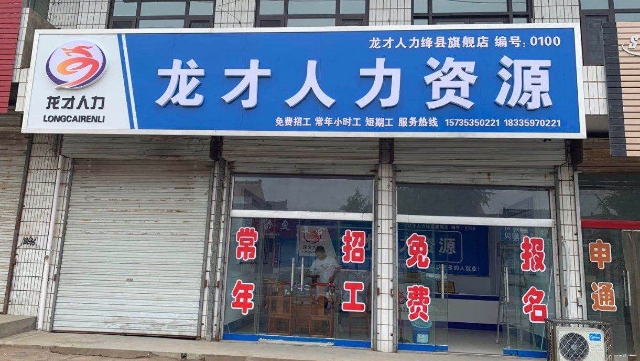 龙才人力绛县旗舰店 编号:0100
龙才人力
LONGCAIRENLI
龙才人力资源
免费招工 常年小时工 短期工 服务热线 15735350221 18335970221
常年
招工
免费
报名
申通